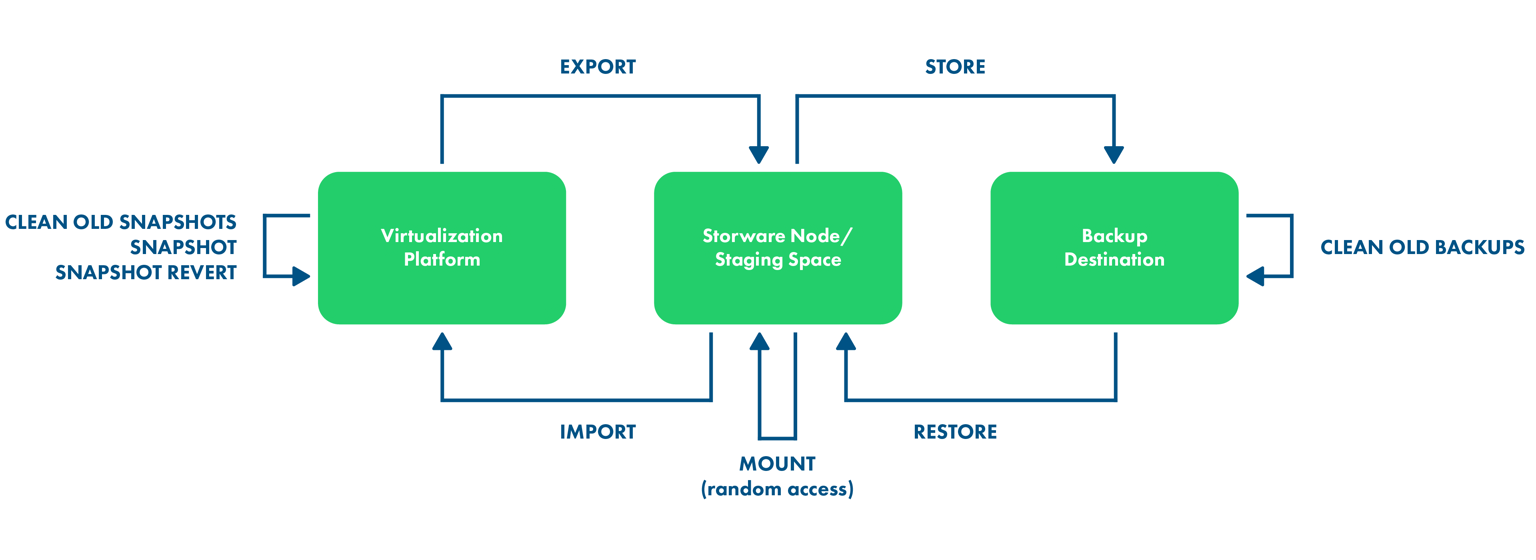 EXPORT
STORE
CLEAN OLD SNAPSHOTS
SNAPSHOT
SNAPSHOT REVERT
Virtualization
Platform
Storware Node/
Staging Space
Backup
Destination
CLEAN OLD BACKUPS
IMPORT
RESTORE
MOUNT
(random access)